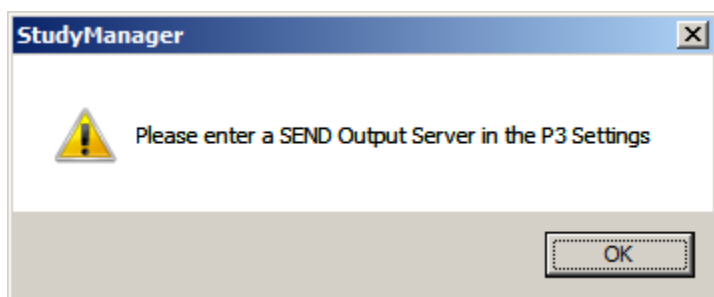 StudyManager
Please enter a SEND Output Server in the P3 Settings
OK